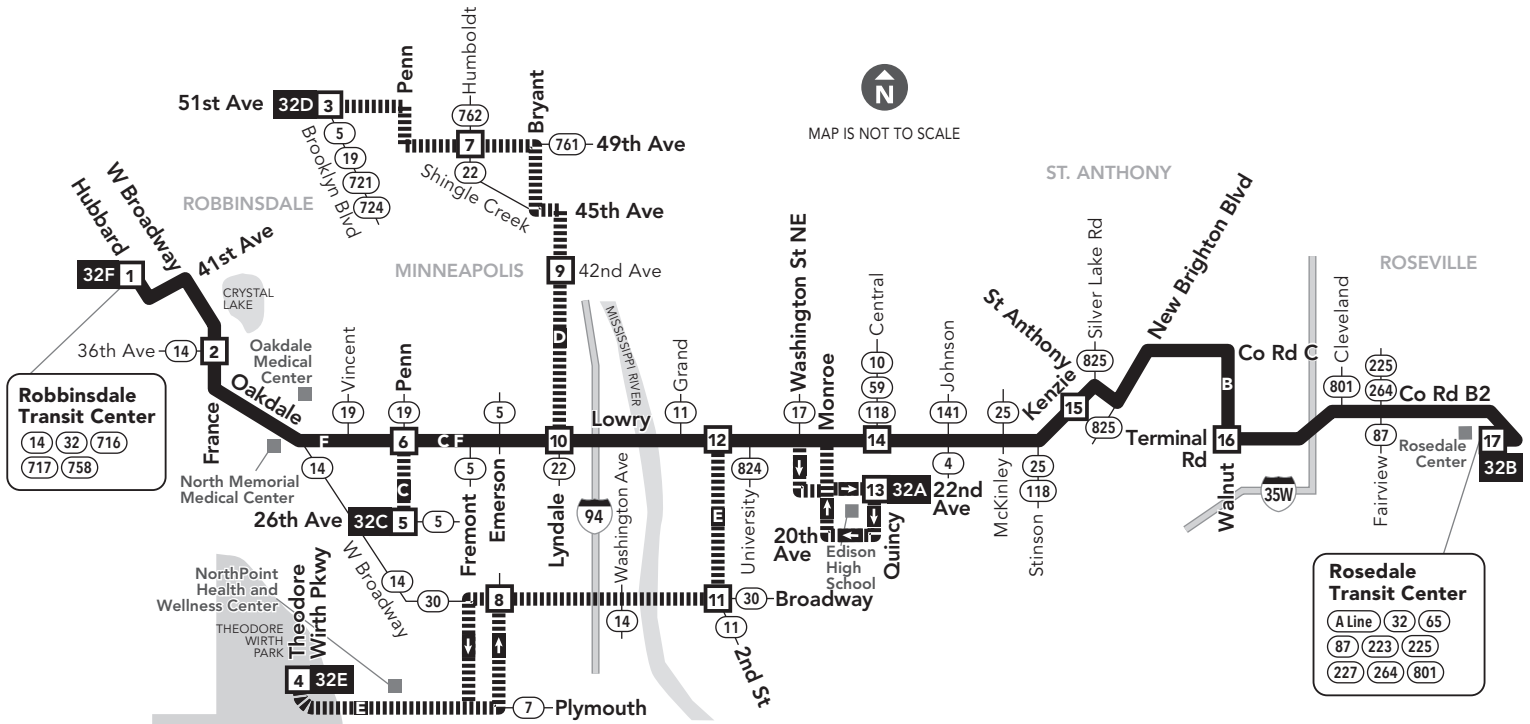 51st Ave
32D
3
Penn
Humboldt
762
7
22
Shingle Creek
Bryant
761
49th Ave
45th Ave
5
19
721
724
Brooklyn Blvd
N
MAP IS NOT TO SCALE
ROBBINSDALE
MINNEAPOLIS
ST. ANTHONY
ROSEVILLE
Hubbard
W Broadway
41st Ave
32F
1
CRYSTAL
LAKE
36th Ave
14
2
Oakdale
Medical
Center
Oakdale
France
Robbinsdale
Transit Center
14
32
716
717
758
North Memorial
Medical Center
F
14
Vincent
19
Penn
19
6
C F
C
26th Ave
32C
5
5
5
Emerson
5
Fremont
9
42nd Ave
D
10
22
Lyndale
Lowry
94
Washington Ave
14
MISSISSIPPI RIVER
Grand
11
12
824
University
E
Washington St NE
17
Monroe
Central
10
59
118
14
13
32A
22nd
Ave
20th
Ave
Edison
High
School
Quincy
Johnson
141
4
25
McKinley
25
118
Stinson
St Anthony
Kenzie
15
Silver Lake Rd
825
825
New Brighton Blvd
Co Rd C
B
Terminal
Rd
16
Walnut
35W
Cleveland
801
225
264
Co Rd B2
87
Fairview
Rosedale
Center
17
32B
Rosedale
Transit Center
A Line
32
65
87
223
225
227
264
801
W Broadway
14
30
8
11
30
Broadway
11
2nd St
NorthPoint
Health and
Wellness Center
THEODORE
WIRTH
PARK
Theodore
Wirth Pkwy
4
32E
E
7
Plymouth